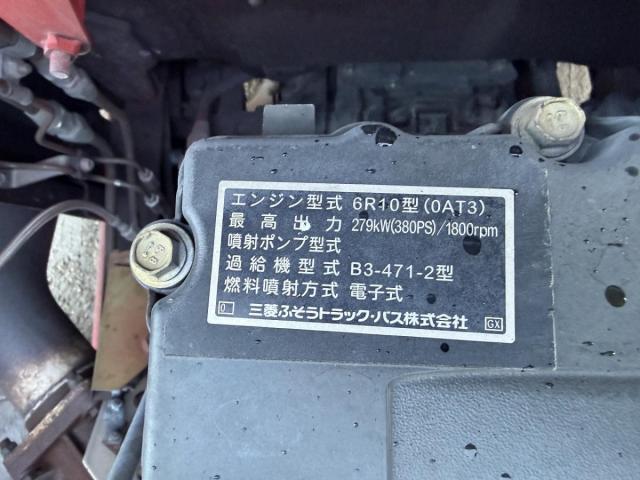 エンジン型式 6R10型(0AT3)
最高出力 279kW(380PS)/1800rpm
噴射ポンプ型式
過給機型式 B3-471-2型
燃料噴射方式 電子式
0 三菱ふそうトラック・バス株式会社 GX